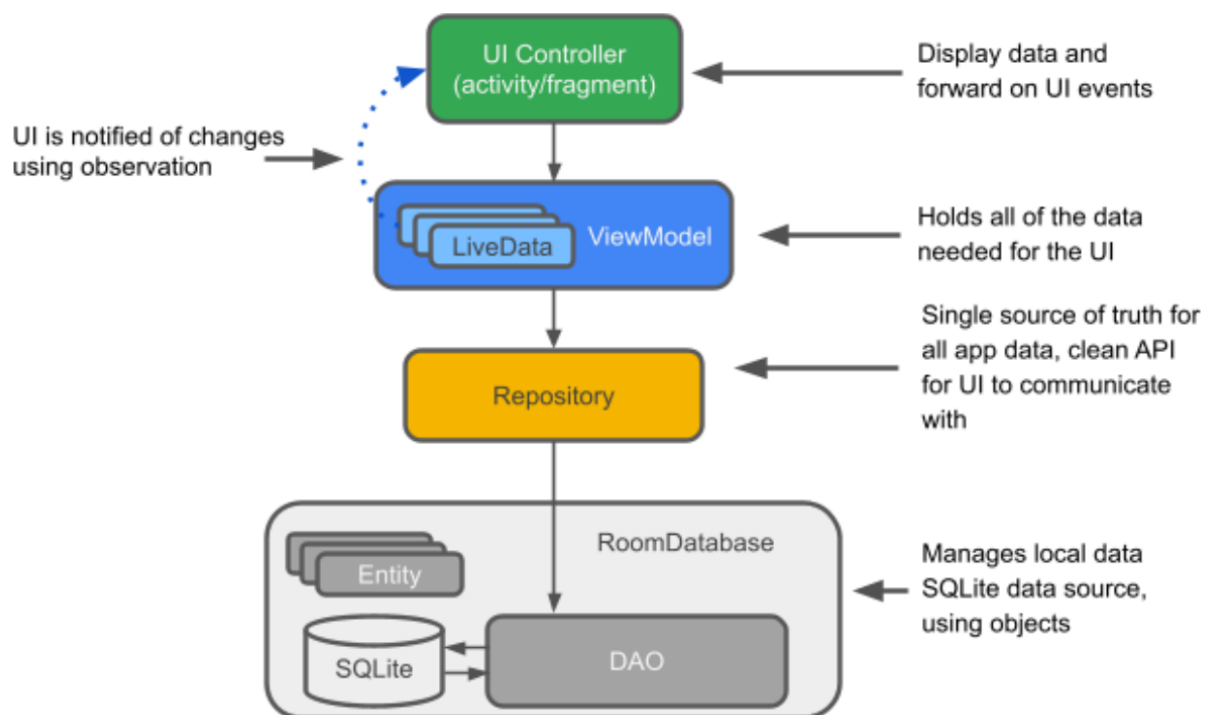 UI Controller
(activity/fragment)
Display data and
forward on UI events
UI is notified of changes
using observation
LiveData
ViewModel
Holds all of the data
needed for the UI
Single source of truth for
all app data, clean API
for UI to communicate
with
Repository
RoomDatabase
Entity
SQLite
DAO
Manages local data
SQLite data source,
using objects